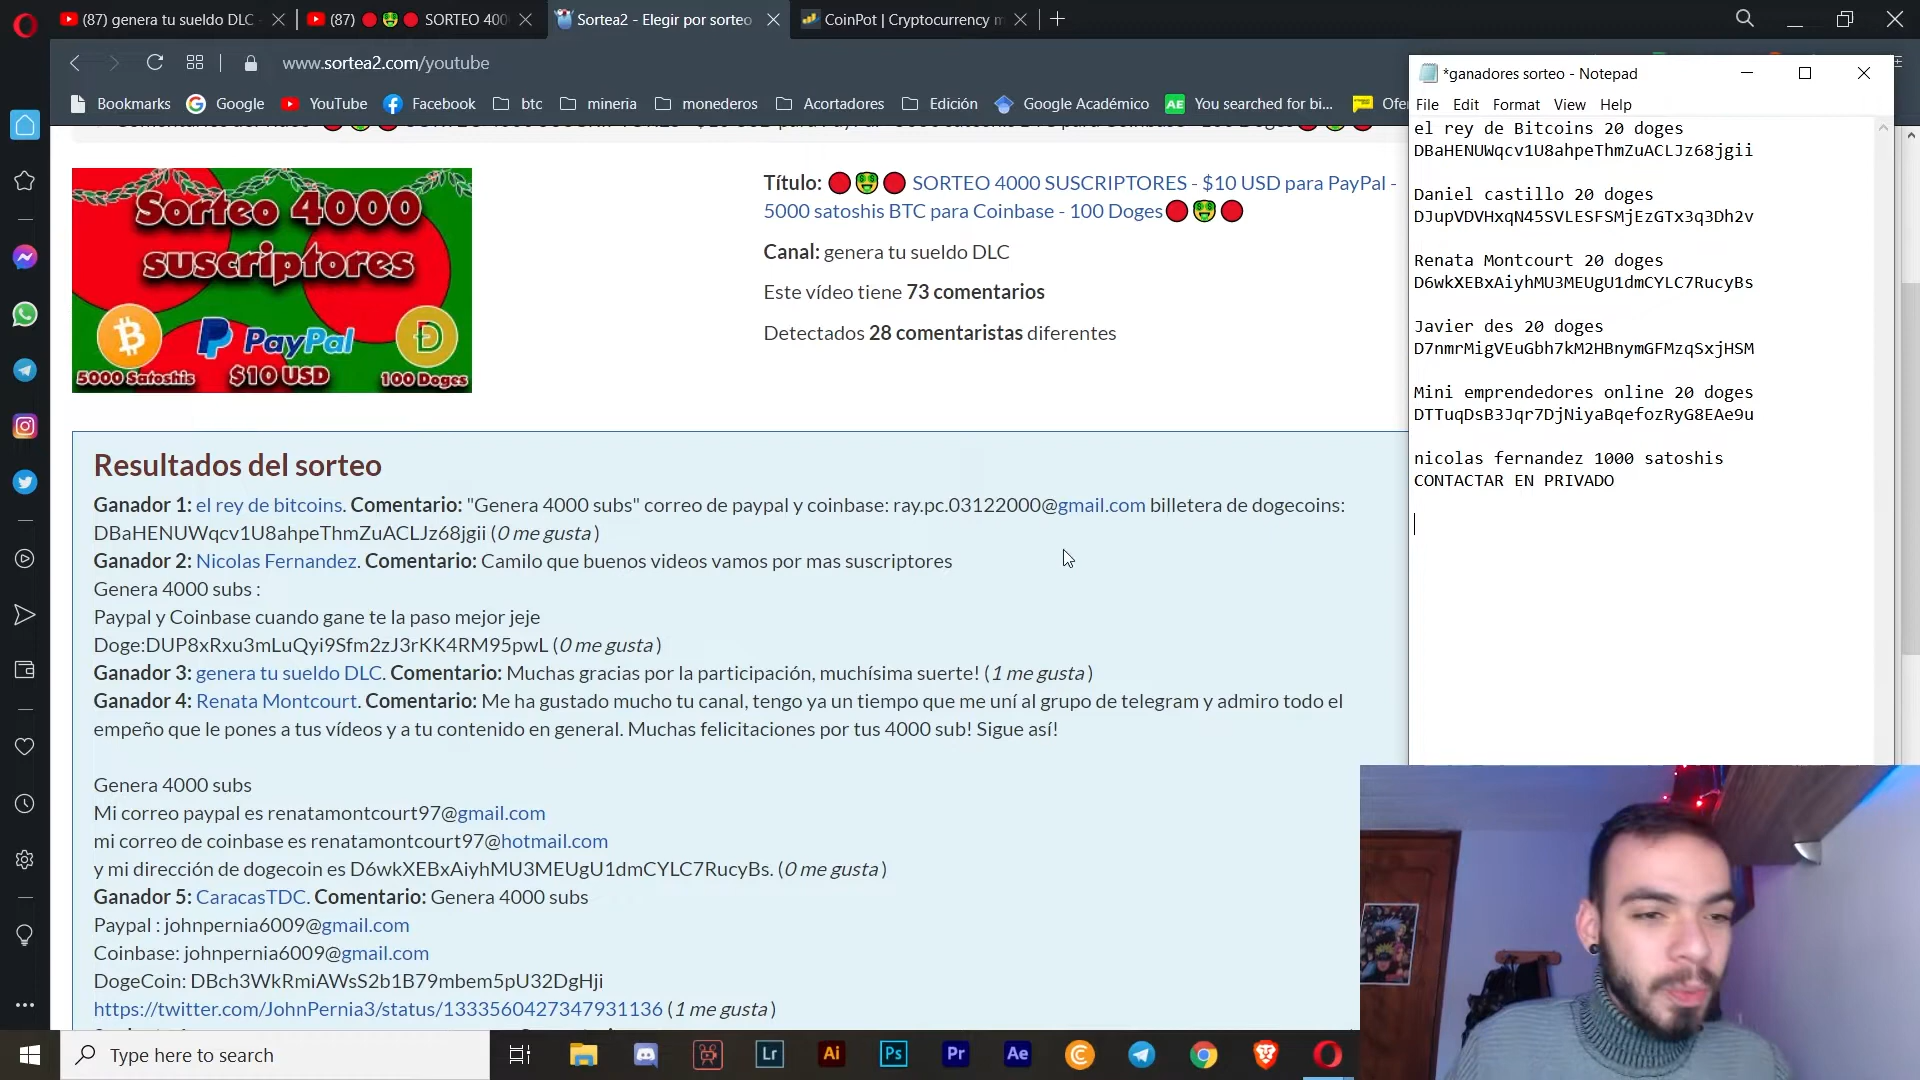 (87) genera tu sueldo DLC
(87) 🔴🤑🔴 SORTEO 400
Sortea2 - Elegir por sorteo
CoinPot | Cryptocurrency m
www.sortea2.com/youtube
Bookmarks
Google
YouTube
Facebook
btc
mineria
monederos
Acortadores
Edición
Google Académico
You searched for bi...
Ofer
Sorteo 4000
suscriptores
PayPal
5000 Satoshis
$10 USD
100 Doges
Título: 🔴🤑🔴 SORTEO 4000 SUSCRIPTORES - $10 USD para PayPal -
5000 satoshis BTC para Coinbase - 100 Doges🔴🤑🔴
Canal: genera tu sueldo DLC
Este vídeo tiene 73 comentarios
Detectados 28 comentaristas diferentes
Resultados del sorteo
Ganador 1: el rey de bitcoins. Comentario: "Genera 4000 subs" correo de paypal y coinbase: ray.pc.03122000@gmail.com billetera de dogecoins:
DBaHENUWqcv1U8ahpeThmZuACLJz68jgii (0 me gusta )
Ganador 2: Nicolas Fernandez. Comentario: Camilo que buenos videos vamos por mas suscriptores
Genera 4000 subs :
Paypal y Coinbase cuando gane te la paso mejor jeje
Doge:DUP8xRxu3mLuQyi9Sfm2zJ3rKK4RM95pwL (0 me gusta )
Ganador 3: genera tu sueldo DLC. Comentario: Muchas gracias por la participación, muchísima suerte! (1 me gusta )
Ganador 4: Renata Montcourt. Comentario: Me ha gustado mucho tu canal, tengo ya un tiempo que me uní al grupo de telegram y admiro todo el
empeño que le pones a tus vídeos y a tu contenido en general. Muchas felicitaciones por tus 4000 sub! Sigue así!
Genera 4000 subs
Mi correo paypal es renatamontcourt97@gmail.com
mi correo de coinbase es renatamontcourt97@hotmail.com
y mi dirección de dogecoin es D6wkXEBxAiyhMU3MEUgU1dmCYLC7RucyBs. (0 me gusta )
Ganador 5: CaracasTDC. Comentario: Genera 4000 subs
Paypal : johnpernia6009@gmail.com
Coinbase: johnpernia6009@gmail.com
DogeCoin: DBch3WkRmiAWsS2b1B79mbem5pU32DgHji
https://twitter.com/JohnPernia3/status/1333560427347931136 (1 me gusta )
*ganadores sorteo - Notepad
File Edit Format View Help
el rey de Bitcoins 20 doges
DBaHENUWqcv1U8ahpeThmZuACLJz68jgii
Daniel castillo 20 doges
DJupVDVHxqN45SVLESFSMjEzGTx3q3Dh2v
Renata Montcourt 20 doges
D6wkXEBxAiyhMU3MEUgU1dmCYLC7RucyBs
Javier des 20 doges
D7nmrMigVEuGbh7kM2HBnymGFMzqSxjHSM
Mini emprendedores online 20 doges
DTTuqDsB3Jqr7DjNiyaBqefozRyG8EAe9u
nicolas fernandez 1000 satoshis
CONTACTAR EN PRIVADO
Type here to search
Lr
Ai
Ps
Pr
Ae